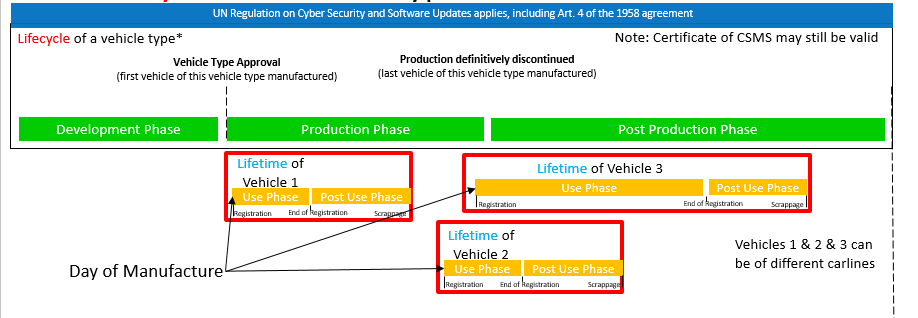 UN Regulation on Cyber Security and Software Updates applies, including Art. 4 of the 1958 agreement
Lifecycle of a vehicle type*
Note: Certificate of CSMS may still be valid
Vehicle Type Approval
(first vehicle of this vehicle type manufactured)
Production definitively discontinued
(last vehicle of this vehicle type manufactured)
Development Phase
Production Phase
Post Production Phase
Lifetime of
Vehicle 1
Use Phase
Post Use Phase
Registration
End of Registration
Scrappage
Lifetime of Vehicle 3
Use Phase
Post Use Phase
Registration
End of Registration
Scrappage
Lifetime of
Vehicle 2
Use Phase
Post Use Phase
Registration
End of Registration
Scrappage
Day of Manufacture
Vehicles 1 & 2 & 3 can
be of different carlines